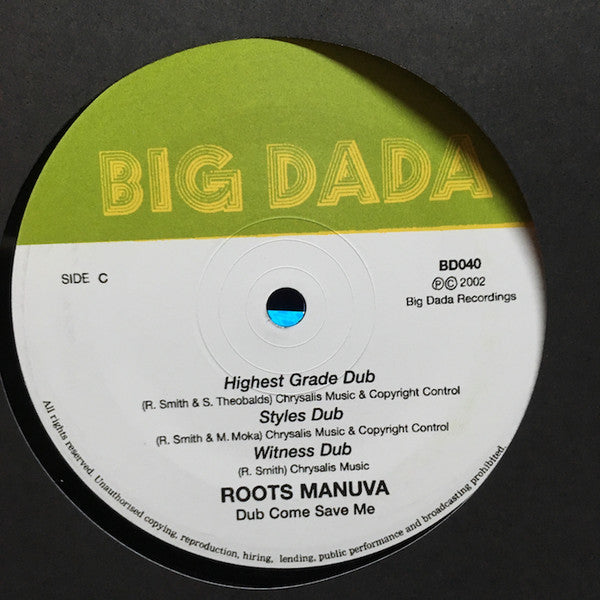 BIG DADA
SIDE C
BD040
℗© 2002
Big Dada Recordings
Highest Grade Dub
(R. Smith & S. Theobalds) Chrysalis Music & Copyright Control
Styles Dub
(R. Smith & M. Moka) Chrysalis Music & Copyright Control
Witness Dub
(R. Smith) Chrysalis Music
ROOTS MANUVA
Dub Come Save Me
All rights reserved. Unauthorised copying, reproduction, hiring, lending, public performance and broadcasting prohibited.